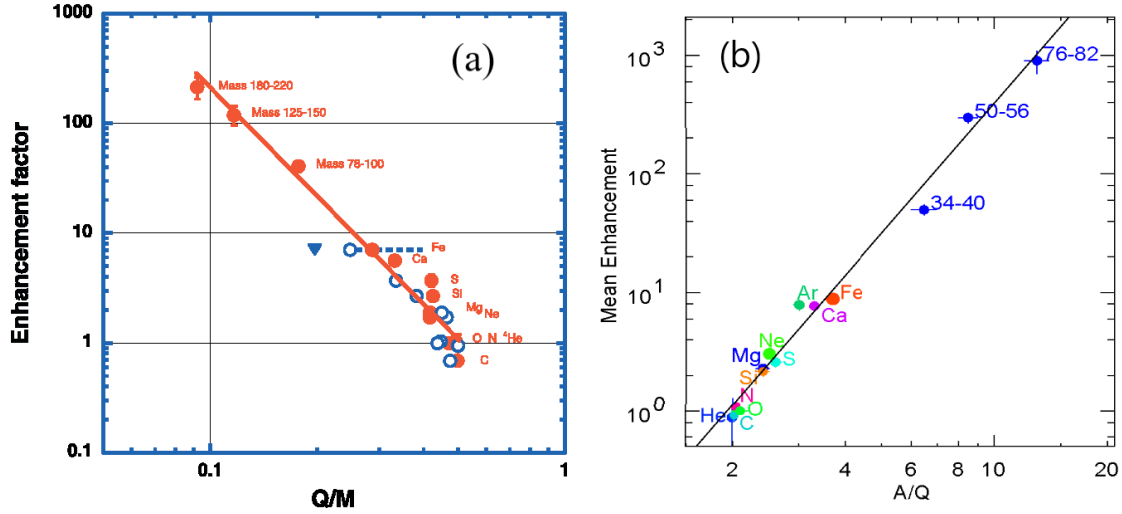 1000
(a)
Mass 180-220
Mass 125-150
100
Mass 78-100
Enhancement factor
10
Fe
Ca
S
Si
Mg
Ne
1
O N ⁴He
C
0.1
0.1
1
Q/M
(b)
10³
76-82
50-56
10²
34-40
Mean Enhancement
10¹
Ar
Fe
Ca
Ne
Mg
S
Si
N
10⁰
He
O
C
2
4
6
8
10
20
A/Q